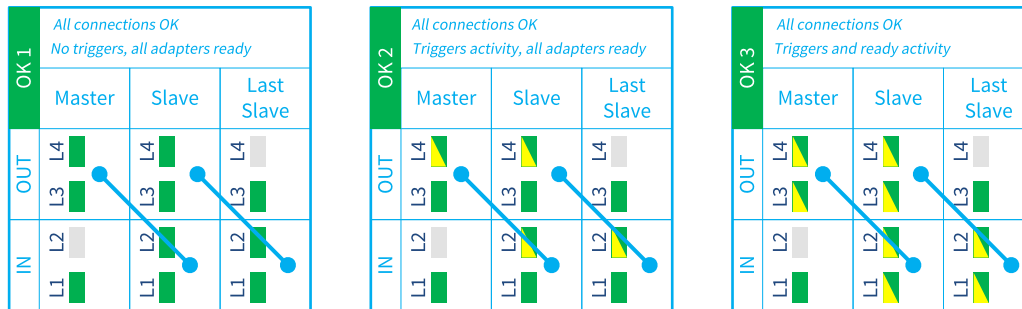 OK 1
All connections OK
No triggers, all adapters ready
Master Slave Last Slave
OUT
L4 L4 L4
L3 L3 L3
IN
L2 L2 L2
L1 L1 L1
OK 2
All connections OK
Triggers activity, all adapters ready
Master Slave Last Slave
OUT
L4 L4 L4
L3 L3 L3
IN
L2 L2 L2
L1 L1 L1
OK 3
All connections OK
Triggers and ready activity
Master Slave Last Slave
OUT
L4 L4 L4
L3 L3 L3
IN
L2 L2 L2
L1 L1 L1